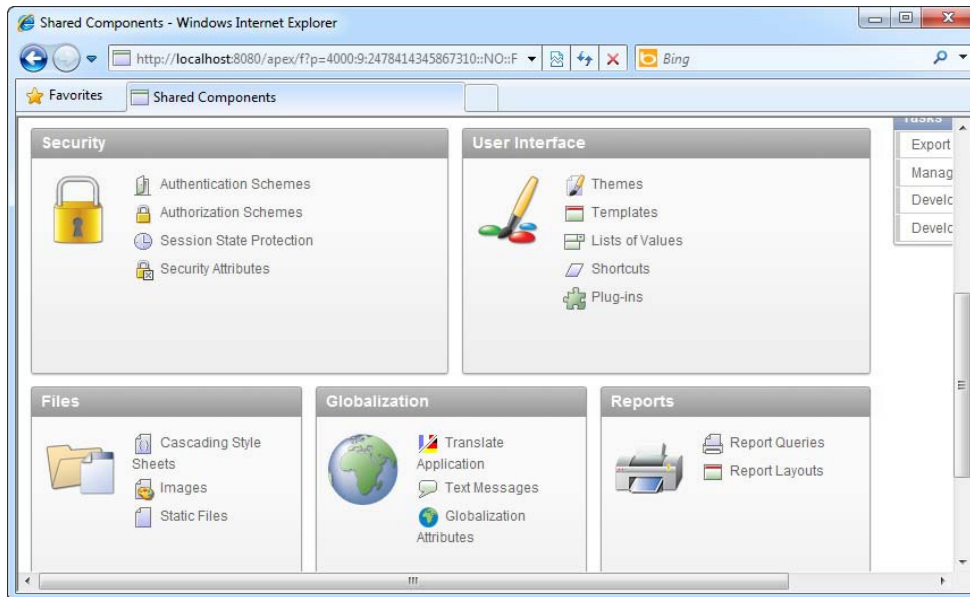 Shared Components - Windows Internet Explorer
http://localhost:8080/apex/f?p=4000:9:2478414345867310::NO::F
Bing
Favorites
Shared Components
Tasks
Export
Manag
Develo
Develo
Security
Authentication Schemes
Authorization Schemes
Session State Protection
Security Attributes
User Interface
Themes
Templates
Lists of Values
Shortcuts
Plug-ins
Files
Cascading Style
Sheets
Images
Static Files
Globalization
Translate
Application
Text Messages
Globalization
Attributes
Reports
Report Queries
Report Layouts